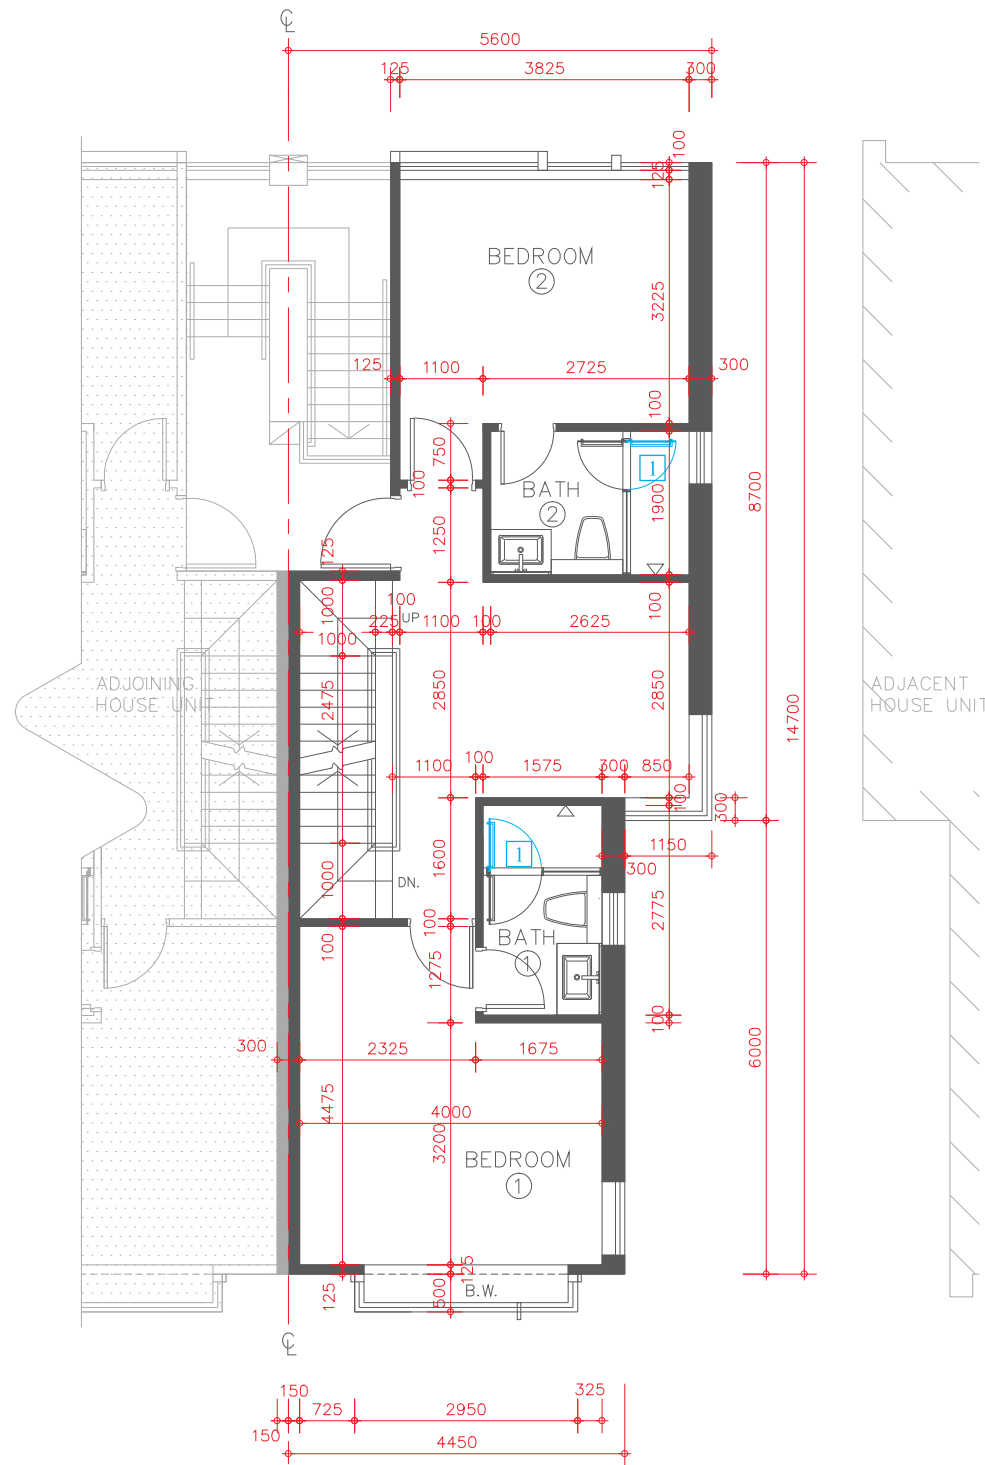 ℄
5600
125 3825 300
100
125
BEDROOM
2
3225
125 1100 2725 300
100
750
100
BATH
2
1
1900
8700
1250
125
1000
100
225 UP 1100 100 2625
100
1000
ADJOINING
HOUSE UNIT
2475
2850
2850
14700
ADJACENT
HOUSE UNIT
1100 100 1575 300 850
100
300
1150
300
1
1600
1000
DN.
100
100
1275
BATH
1
2775
100
6000
300 2325 1675
4475
4000
3200
BEDROOM
1
125
125
500
B.W.
℄
150 725 2950 325
150
4450